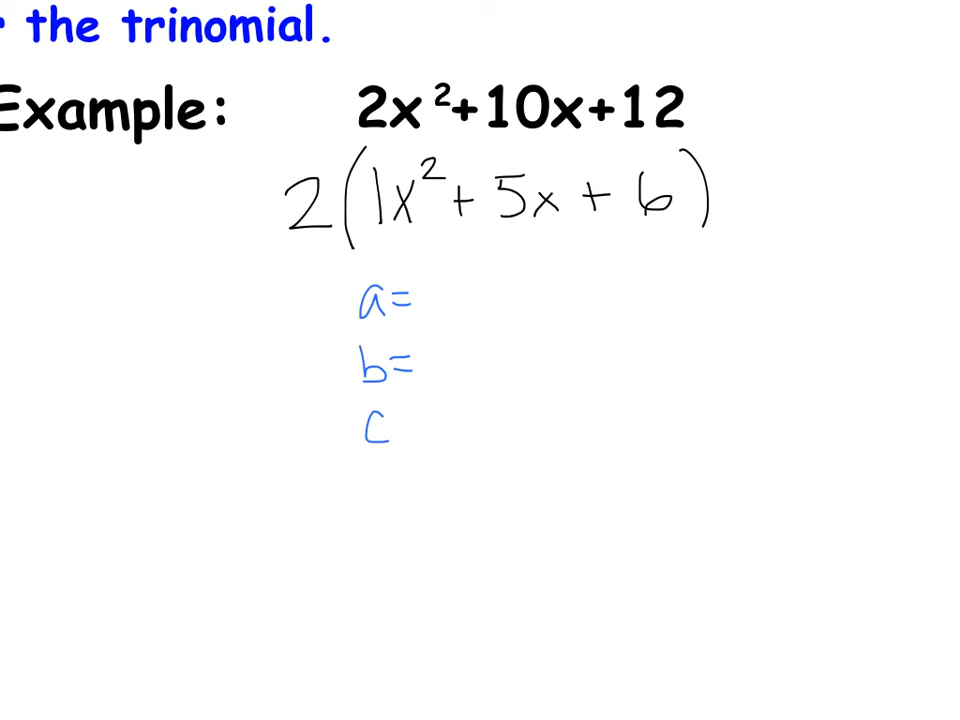 r the trinomial.
Example: 2x²+10x+12
2(1x² + 5x + 6)
a=
b=
c